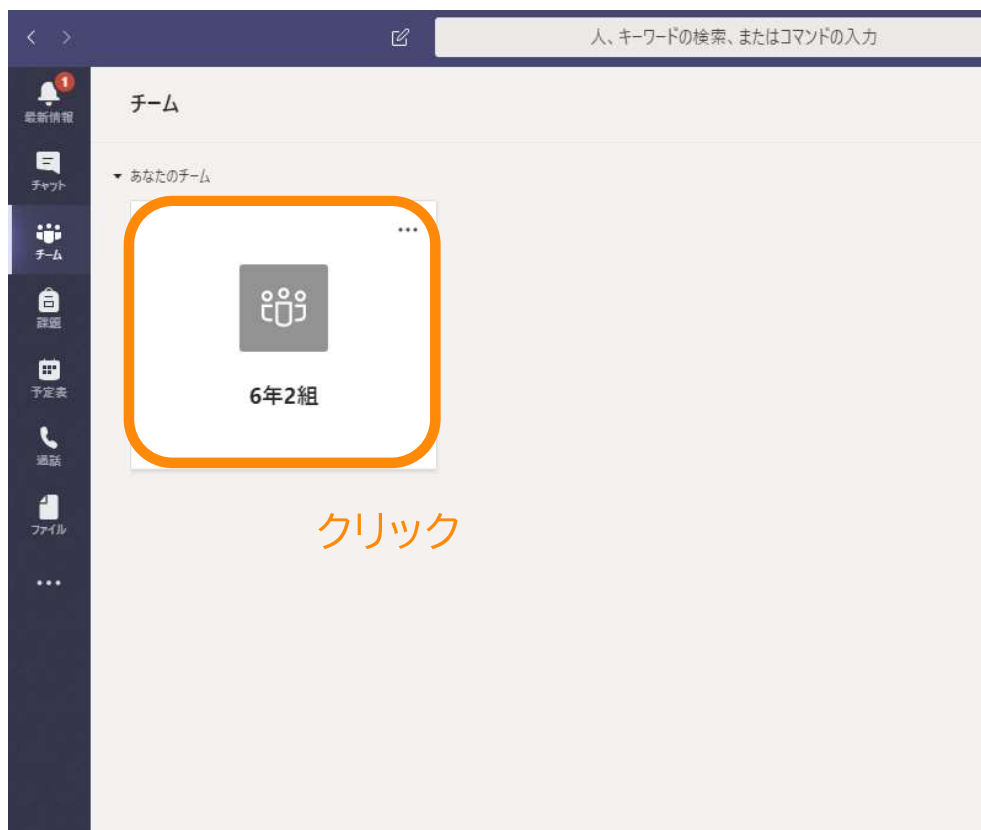 人、キーワードの検索、またはコマンドの入力
1
最新情報
チーム
チャット
あなたのチーム
チーム
課題
6年2組
予定表
通話
ファイル
クリック